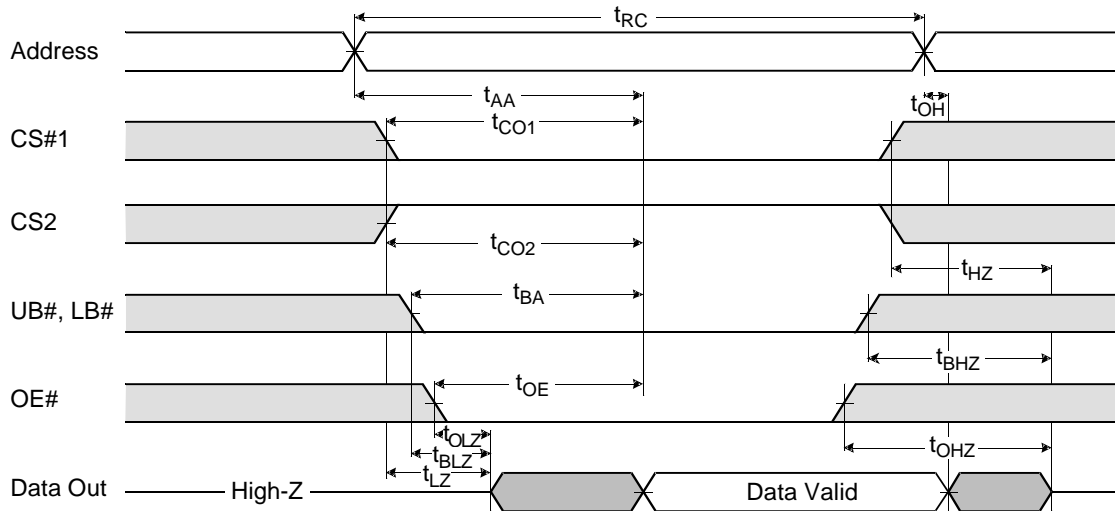 tRC
Address
tAA
tOH
CS#1
tCO1
CS2
tCO2
tHZ
UB#, LB#
tBA
tBHZ
OE#
tOE
tOLZ
tOHZ
tBLZ
tLZ
Data Out
High-Z
Data Valid